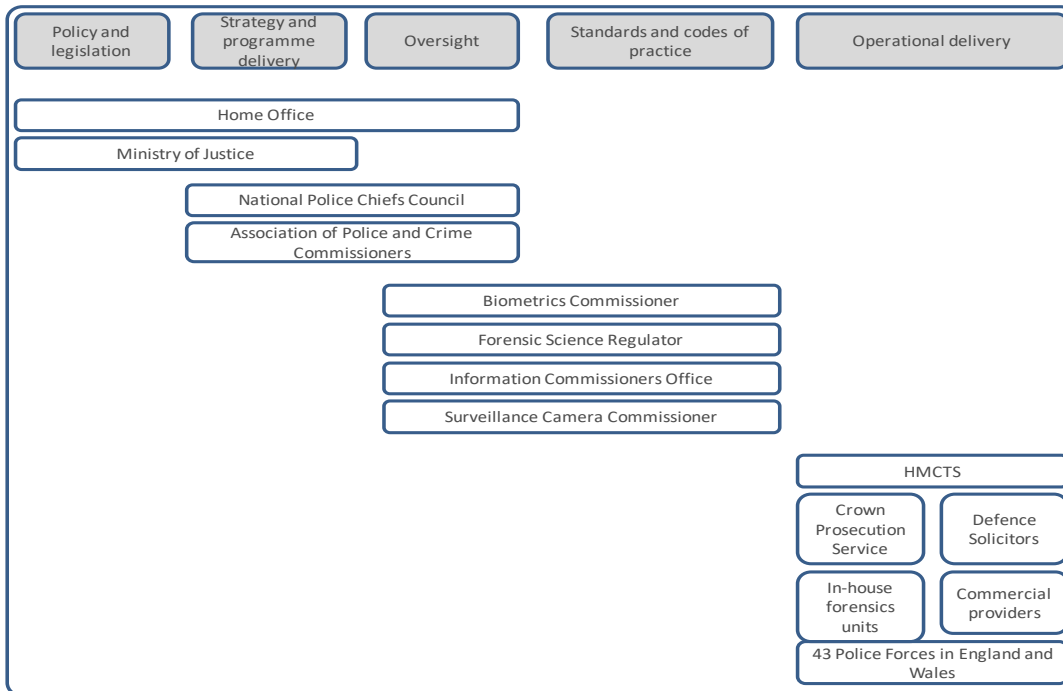 Policy and
legislation
Strategy and
programme
delivery
Oversight
Standards and codes of
practice
Operational delivery
Home Office
Ministry of Justice
National Police Chiefs Council
Association of Police and Crime
Commissioners
Biometrics Commissioner
Forensic Science Regulator
Information Commissioners Office
Surveillance Camera Commissioner
HMCTS
Crown
Prosecution
Service
Defence
Solicitors
In-house
forensics
units
Commercial
providers
43 Police Forces in England and
Wales